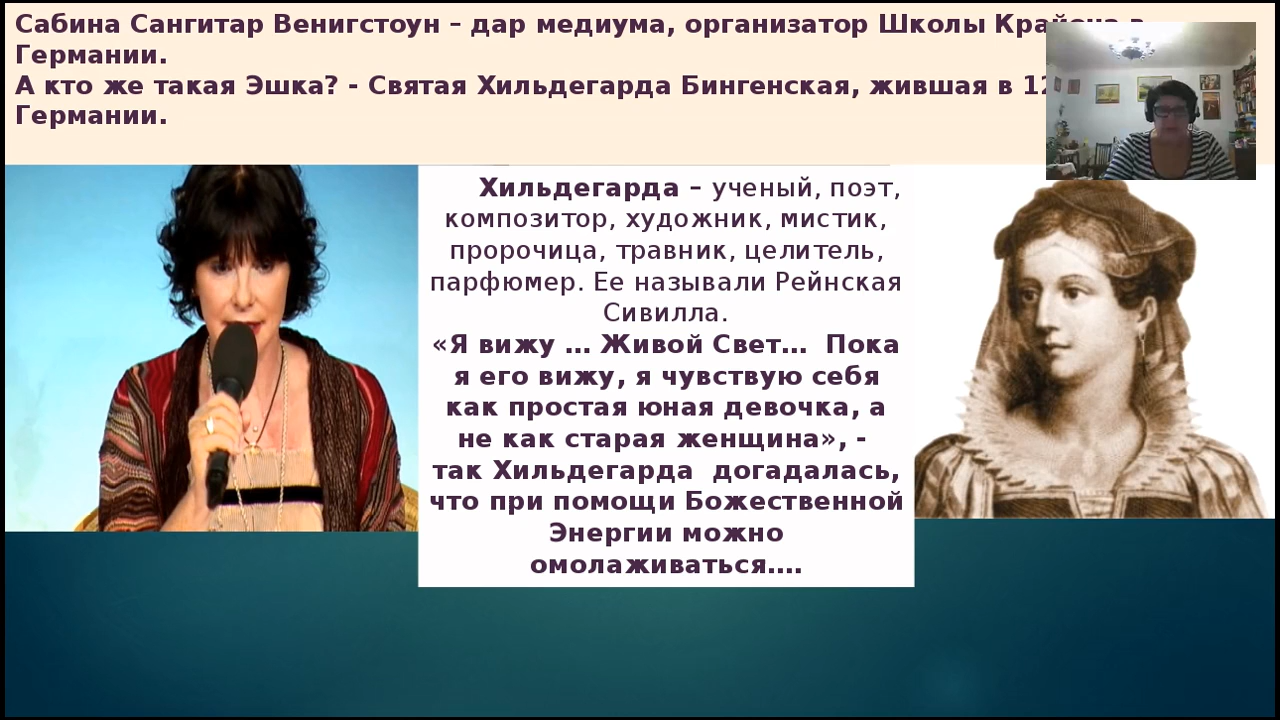 Сабина Сангитар Венигстоун – дар медиума, организатор Школы Крайона в
Германии.
А кто же такая Эшка? - Святая Хильдегарда Бингенская, жившая в
Германии.
Хильдегарда – ученый, поэт,
композитор, художник, мистик,
пророчица, травник, целитель,
парфюмер. Ее называли Рейнская
Сивилла.
«Я вижу … Живой Свет… Пока
я его вижу, я чувствую себя
как простая юная девочка, а
не как старая женщина», -
так Хильдегарда догадалась,
что при помощи Божественной
Энергии можно
омолаживаться….